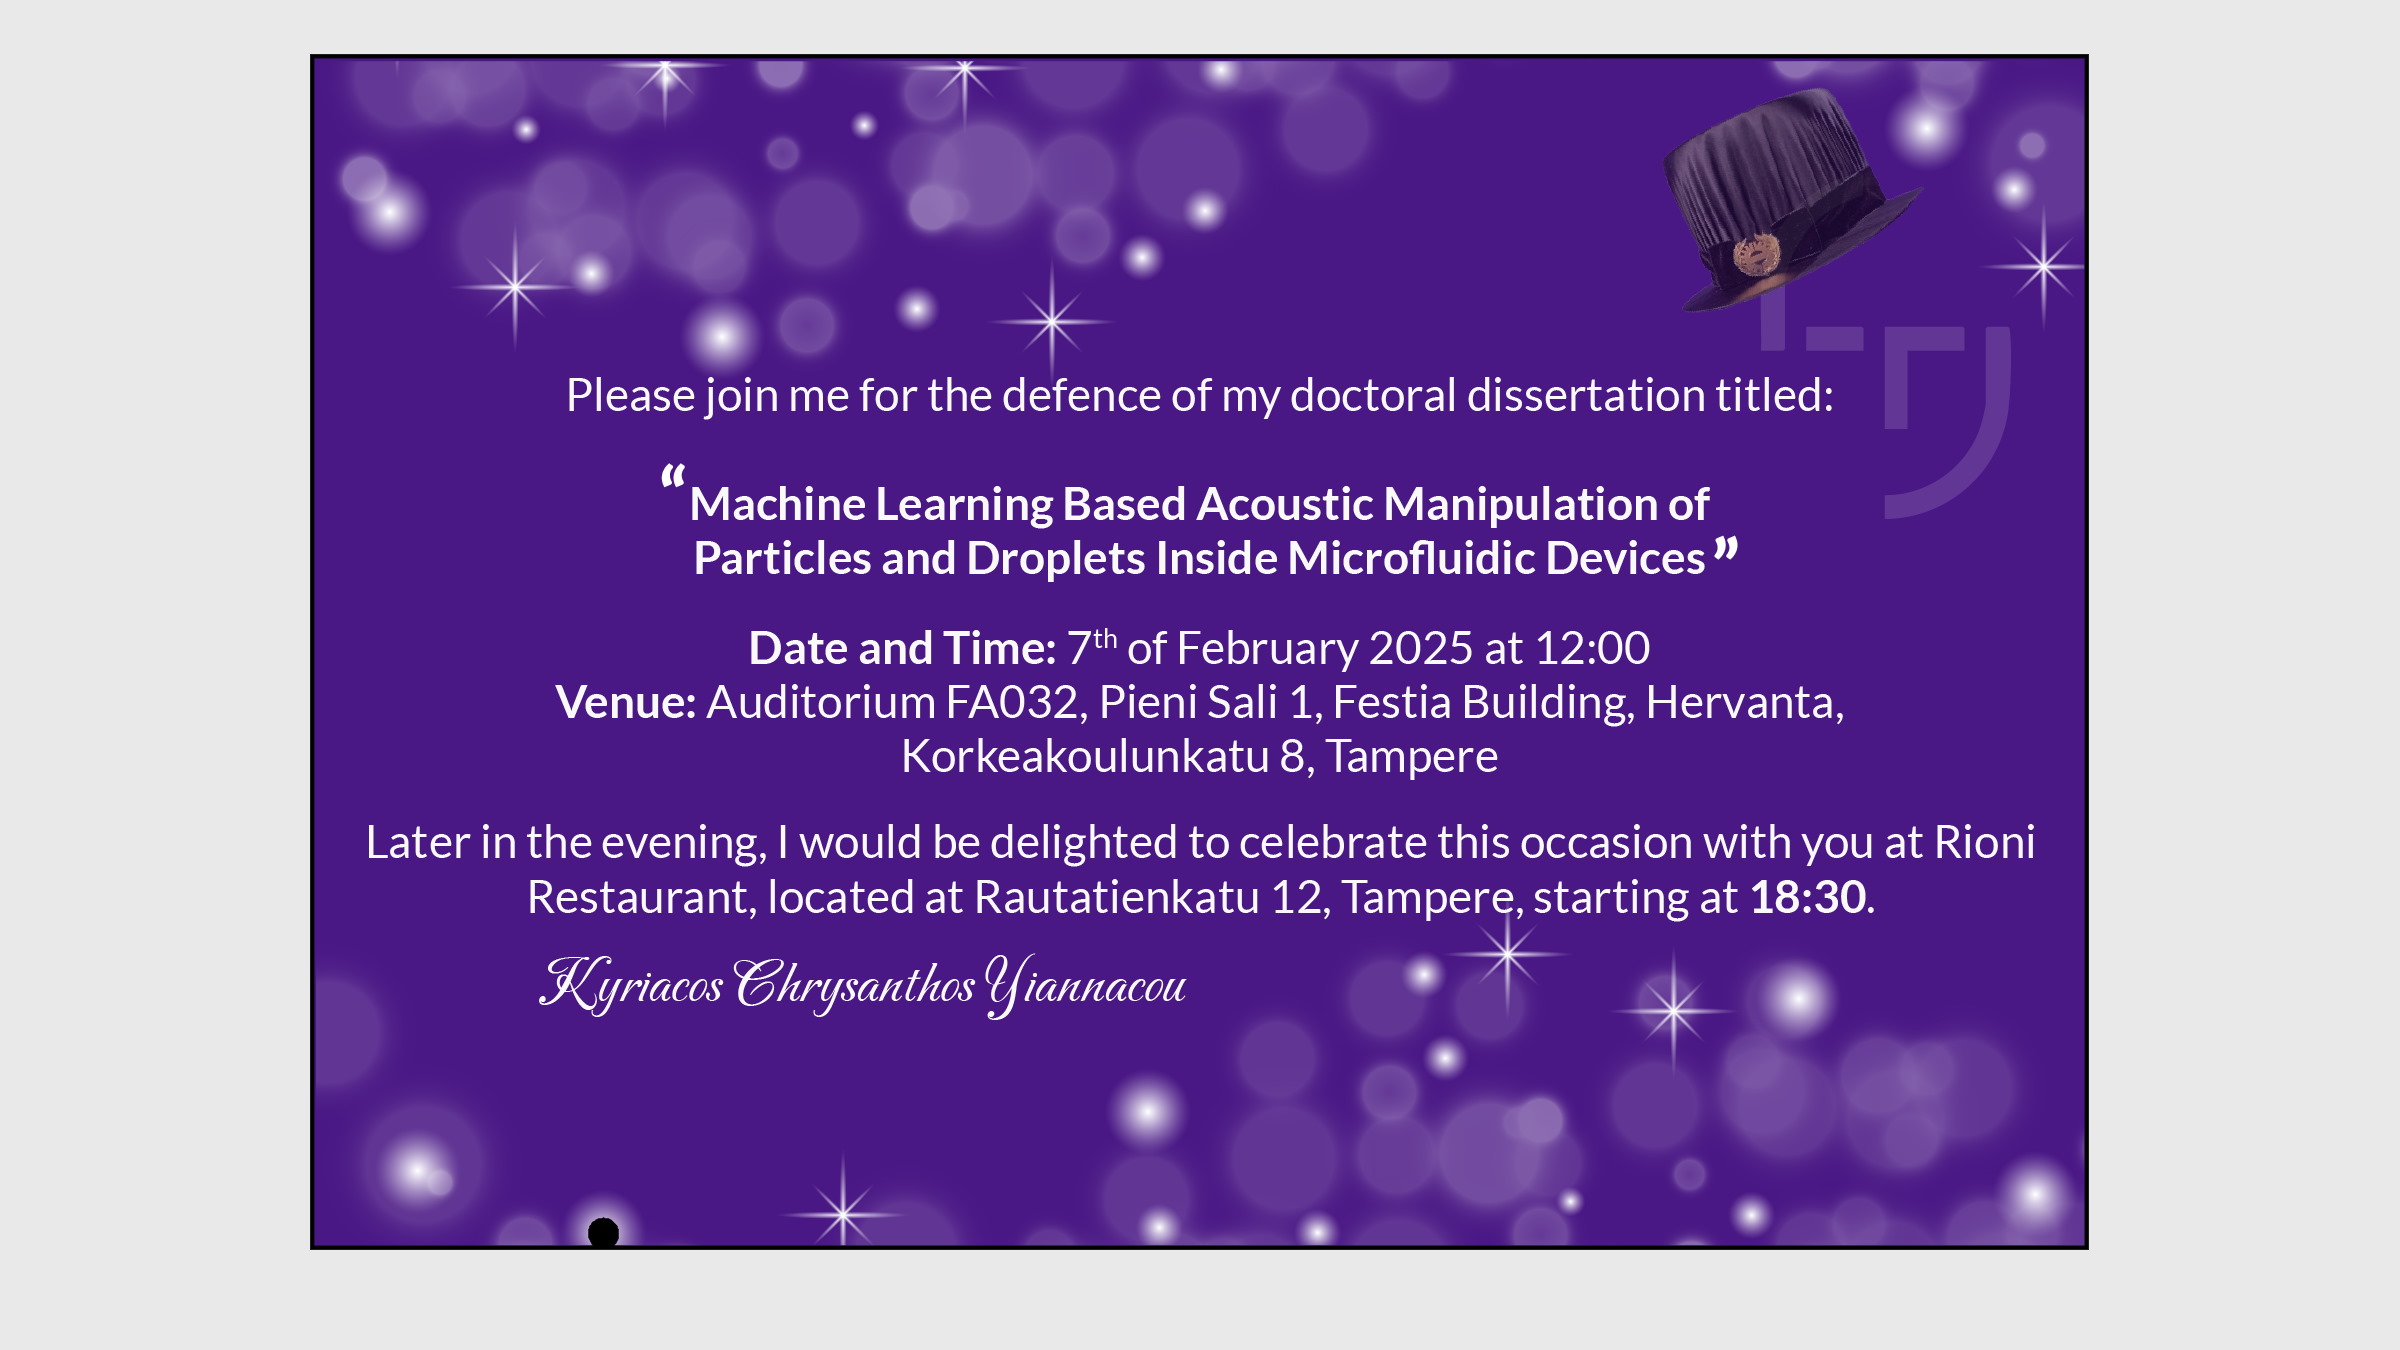 Please join me for the defence of my doctoral dissertation titled:
“Machine Learning Based Acoustic Manipulation of
Particles and Droplets Inside Microfluidic Devices”
Date and Time: 7th of February 2025 at 12:00
Venue: Auditorium FA032, Pieni Sali 1, Festia Building, Hervanta,
Korkeakoulunkatu 8, Tampere
Later in the evening, I would be delighted to celebrate this occasion with you at Rioni
Restaurant, located at Rautatienkatu 12, Tampere, starting at 18:30.
Kyriacos Chrysanthos Yiannacou